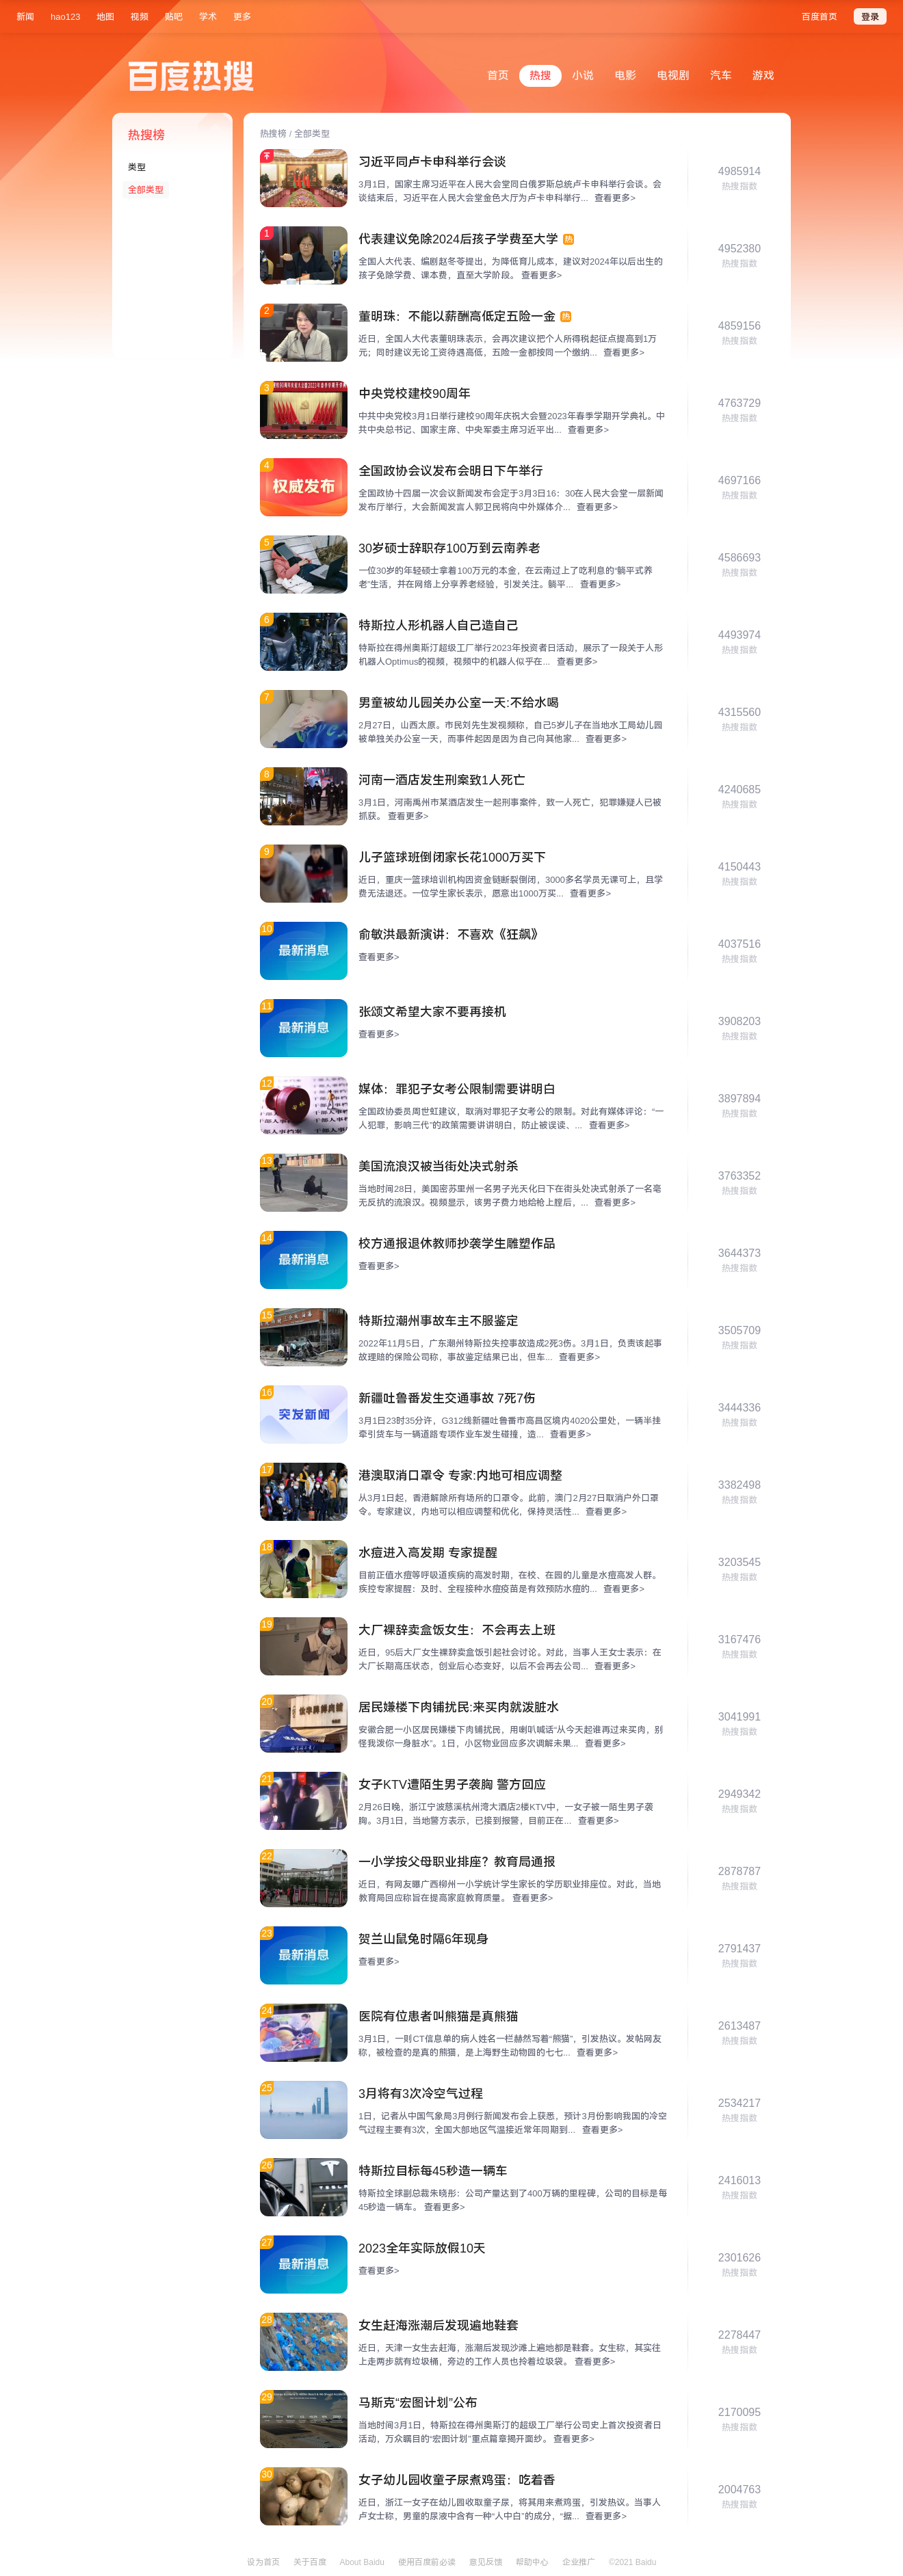 新闻 hao123 地图 视频 贴吧 学术 更多 百度首页 登录
百度热搜
首页 热搜 小说 电影 电视剧 汽车 游戏
热搜榜
类型
全部类型
热搜榜 / 全部类型
习近平同卢卡申科举行会谈
3月1日，国家主席习近平在人民大会堂同白俄罗斯总统卢卡申科举行会谈。会
谈结束后，习近平在人民大会堂金色大厅为卢卡申科举行... 查看更多>
4985914
热搜指数
1
代表建议免除2024后孩子学费至大学 热
全国人大代表、编剧赵冬苓提出，为降低育儿成本，建议对2024年以后出生的
孩子免除学费、课本费，直至大学阶段。 查看更多>
4952380
热搜指数
2
董明珠：不能以薪酬高低定五险一金 热
近日，全国人大代表董明珠表示，会再次建议把个人所得税起征点提高到1万
元；同时建议无论工资待遇高低，五险一金都按同一个缴纳... 查看更多>
4859156
热搜指数
3
中央党校建校90周年
中共中央党校3月1日举行建校90周年庆祝大会暨2023年春季学期开学典礼。中
共中央总书记、国家主席、中央军委主席习近平出... 查看更多>
4763729
热搜指数
4
权威发布
全国政协会议发布会明日下午举行
全国政协十四届一次会议新闻发布会定于3月3日16：30在人民大会堂一层新闻
发布厅举行，大会新闻发言人郭卫民将向中外媒体介... 查看更多>
4697166
热搜指数
5
30岁硕士辞职存100万到云南养老
一位30岁的年轻硕士拿着100万元的本金，在云南过上了吃利息的“躺平式养
老”生活，并在网络上分享养老经验，引发关注。躺平... 查看更多>
4586693
热搜指数
6
特斯拉人形机器人自己造自己
特斯拉在得州奥斯汀超级工厂举行2023年投资者日活动，展示了一段关于人形
机器人Optimus的视频，视频中的机器人似乎在... 查看更多>
4493974
热搜指数
7
男童被幼儿园关办公室一天:不给水喝
2月27日，山西太原。市民刘先生发视频称，自己5岁儿子在当地水工局幼儿园
被单独关办公室一天，而事件起因是因为自己向其他家... 查看更多>
4315560
热搜指数
8
河南一酒店发生刑案致1人死亡
3月1日，河南禹州市某酒店发生一起刑事案件，致一人死亡，犯罪嫌疑人已被
抓获。 查看更多>
4240685
热搜指数
9
儿子篮球班倒闭家长花1000万买下
近日，重庆一篮球培训机构因资金链断裂倒闭，3000多名学员无课可上，且学
费无法退还。一位学生家长表示，愿意出1000万买... 查看更多>
4150443
热搜指数
10
最新消息
俞敏洪最新演讲：不喜欢《狂飙》
查看更多>
4037516
热搜指数
11
最新消息
张颂文希望大家不要再接机
查看更多>
3908203
热搜指数
12
媒体：罪犯子女考公限制需要讲明白
全国政协委员周世虹建议，取消对罪犯子女考公的限制。对此有媒体评论：“一
人犯罪，影响三代”的政策需要讲讲明白，防止被误读、... 查看更多>
3897894
热搜指数
13
美国流浪汉被当街处决式射杀
当地时间28日，美国密苏里州一名男子光天化日下在街头处决式射杀了一名毫
无反抗的流浪汉。视频显示，该男子费力地给枪上膛后，... 查看更多>
3763352
热搜指数
14
最新消息
校方通报退休教师抄袭学生雕塑作品
查看更多>
3644373
热搜指数
15
特斯拉潮州事故车主不服鉴定
2022年11月5日，广东潮州特斯拉失控事故造成2死3伤。3月1日，负责该起事
故理赔的保险公司称，事故鉴定结果已出，但车... 查看更多>
3505709
热搜指数
16
突发新闻
新疆吐鲁番发生交通事故 7死7伤
3月1日23时35分许，G312线新疆吐鲁番市高昌区境内4020公里处，一辆半挂
牵引货车与一辆道路专项作业车发生碰撞，造... 查看更多>
3444336
热搜指数
17
港澳取消口罩令 专家:内地可相应调整
从3月1日起，香港解除所有场所的口罩令。此前，澳门2月27日取消户外口罩
令。专家建议，内地可以相应调整和优化，保持灵活性... 查看更多>
3382498
热搜指数
18
水痘进入高发期 专家提醒
目前正值水痘等呼吸道疾病的高发时期，在校、在园的儿童是水痘高发人群。
疾控专家提醒：及时、全程接种水痘疫苗是有效预防水痘的... 查看更多>
3203545
热搜指数
19
大厂裸辞卖盒饭女生：不会再去上班
近日，95后大厂女生裸辞卖盒饭引起社会讨论。对此，当事人王女士表示：在
大厂长期高压状态，创业后心态变好，以后不会再去公司... 查看更多>
3167476
热搜指数
20
居民嫌楼下肉铺扰民:来买肉就泼脏水
安徽合肥一小区居民嫌楼下肉铺扰民，用喇叭喊话“从今天起谁再过来买肉，别
怪我泼你一身脏水”。1日，小区物业回应多次调解未果... 查看更多>
3041991
热搜指数
21
女子KTV遭陌生男子袭胸 警方回应
2月26日晚，浙江宁波慈溪杭州湾大酒店2楼KTV中，一女子被一陌生男子袭
胸。3月1日，当地警方表示，已接到报警，目前正在... 查看更多>
2949342
热搜指数
22
一小学按父母职业排座？教育局通报
近日，有网友曝广西柳州一小学统计学生家长的学历职业排座位。对此，当地
教育局回应称旨在提高家庭教育质量。 查看更多>
2878787
热搜指数
23
最新消息
贺兰山鼠兔时隔6年现身
查看更多>
2791437
热搜指数
24
医院有位患者叫熊猫是真熊猫
3月1日，一则CT信息单的病人姓名一栏赫然写着“熊猫”，引发热议。发帖网友
称，被检查的是真的熊猫，是上海野生动物园的七七... 查看更多>
2613487
热搜指数
25
3月将有3次冷空气过程
1日，记者从中国气象局3月例行新闻发布会上获悉，预计3月份影响我国的冷空
气过程主要有3次，全国大部地区气温接近常年同期到... 查看更多>
2534217
热搜指数
26
特斯拉目标每45秒造一辆车
特斯拉全球副总裁朱晓彤：公司产量达到了400万辆的里程碑，公司的目标是每
45秒造一辆车。 查看更多>
2416013
热搜指数
27
最新消息
2023全年实际放假10天
查看更多>
2301626
热搜指数
28
女生赶海涨潮后发现遍地鞋套
近日，天津一女生去赶海，涨潮后发现沙滩上遍地都是鞋套。女生称，其实往
上走两步就有垃圾桶，旁边的工作人员也拎着垃圾袋。 查看更多>
2278447
热搜指数
29
马斯克“宏图计划”公布
当地时间3月1日，特斯拉在得州奥斯汀的超级工厂举行公司史上首次投资者日
活动，万众瞩目的“宏图计划”重点篇章揭开面纱。 查看更多>
2170095
热搜指数
30
女子幼儿园收童子尿煮鸡蛋：吃着香
近日，浙江一女子在幼儿园收取童子尿，将其用来煮鸡蛋，引发热议。当事人
卢女士称，男童的尿液中含有一种“人中白”的成分，“据... 查看更多>
2004763
热搜指数
设为首页 关于百度 About Baidu 使用百度前必读 意见反馈 帮助中心 企业推广 ©2021 Baidu